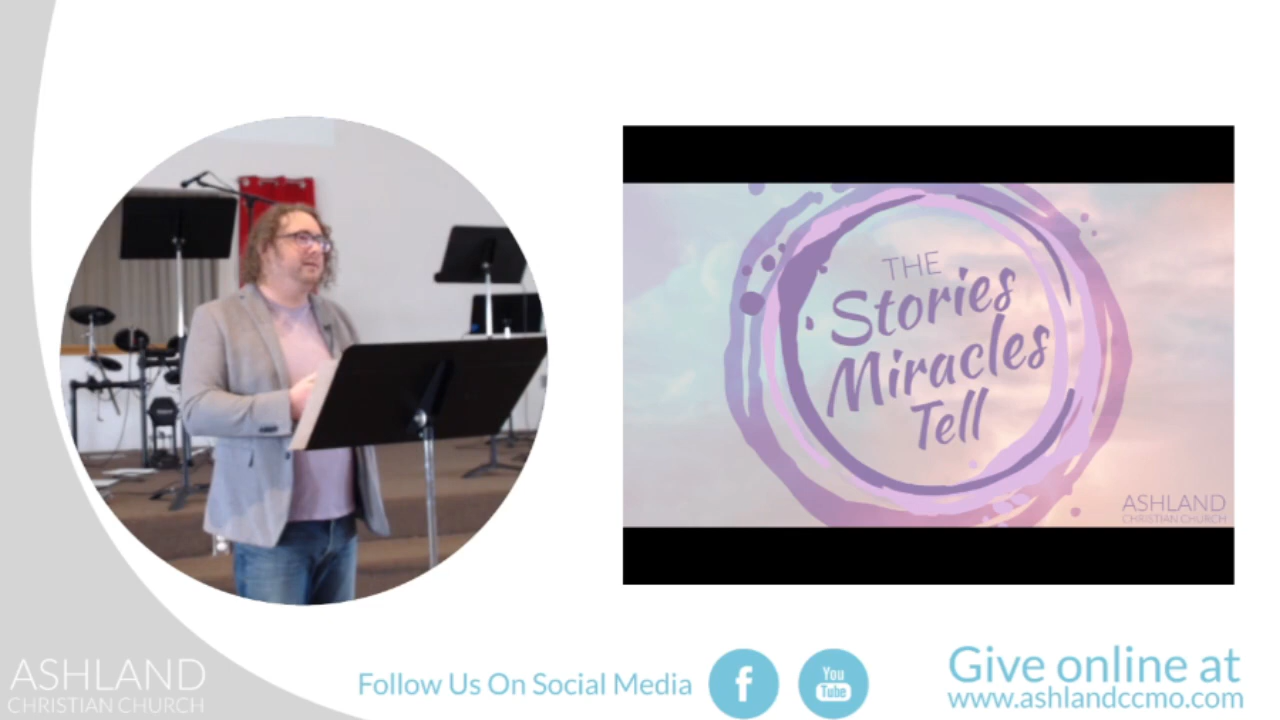 THE
Stories
Miracles
Tell
ASHLAND
CHRISTIAN CHURCH
ASHLAND
CHRISTIAN CHURCH
Follow Us On Social Media
f
You
Tube
Give online at
www.ashlandccmo.com